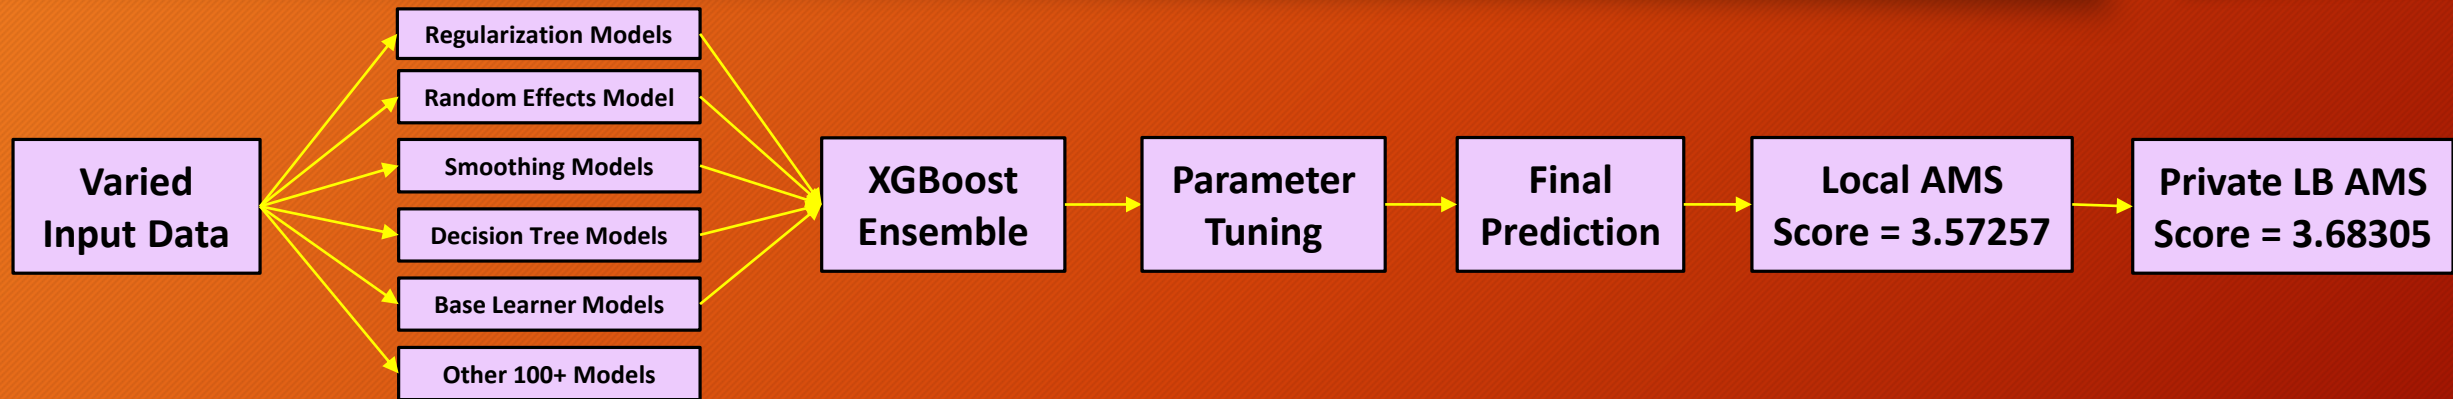 Varied
Input Data
Regularization Models
Random Effects Model
Smoothing Models
Decision Tree Models
Base Learner Models
Other 100+ Models
XGBoost
Ensemble
Parameter
Tuning
Final
Prediction
Local AMS
Score = 3.57257
Private LB AMS
Score = 3.68305